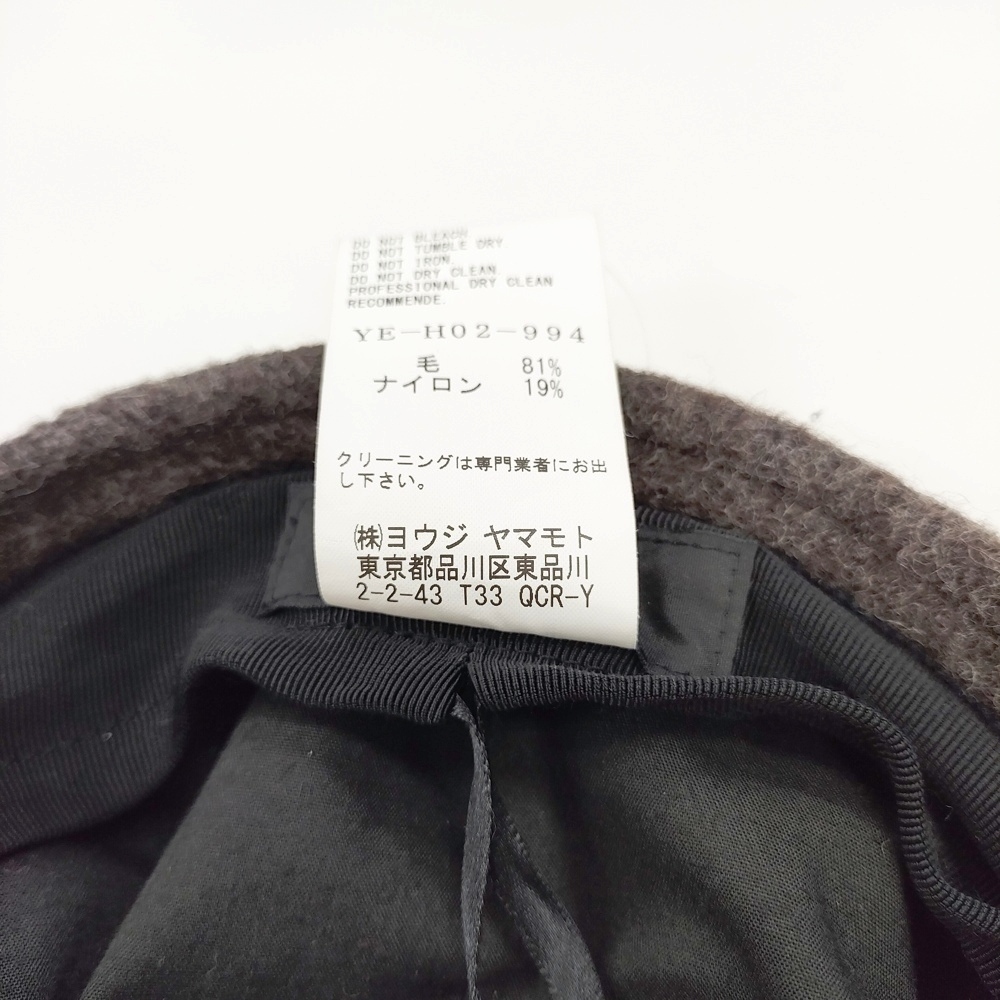 DO NOT BLEACH
DO NOT TUMBLE DRY.
DO NOT IRON.
DO NOT DRY CLEAN.
PROFESSIONAL DRY CLEAN
RECOMMENDE.
YE-H02-994
毛 81%
ナイロン 19%
クリーニングは専門業者にお出
し下さい。
㈱ヨウジ ヤマモト
東京都品川区東品川
2-2-43 T33 QCR-Y